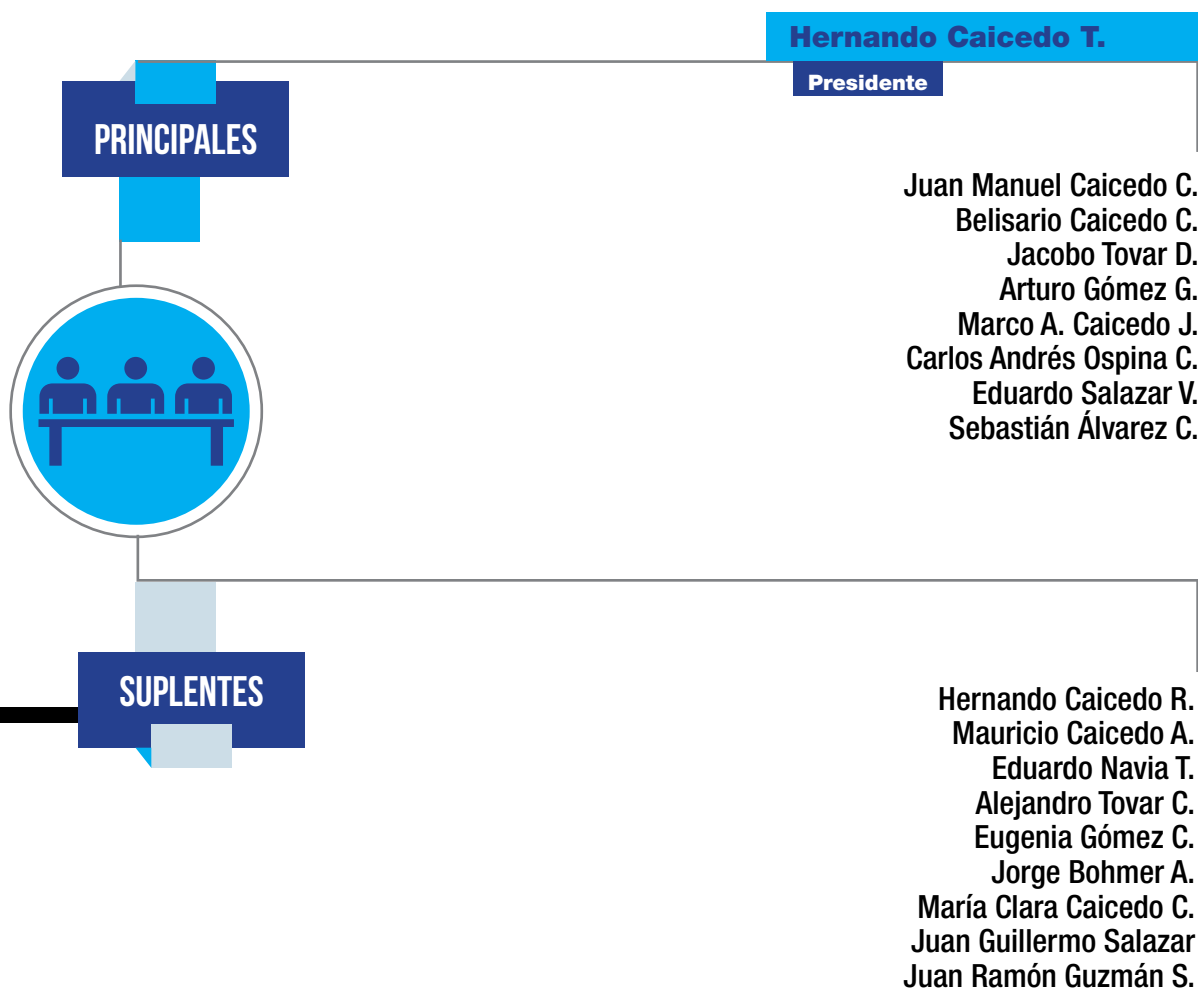 Hernando Caicedo T.
Presidente
PRINCIPALES
Juan Manuel Caicedo C.
Belisario Caicedo C.
Jacobo Tovar D.
Arturo Gómez G.
Marco A. Caicedo J.
Carlos Andrés Ospina C.
Eduardo Salazar V.
Sebastián Álvarez C.
SUPLENTES
Hernando Caicedo R.
Mauricio Caicedo A.
Eduardo Navia T.
Alejandro Tovar C.
Eugenia Gómez C.
Jorge Bohmer A.
María Clara Caicedo C.
Juan Guillermo Salazar
Juan Ramón Guzmán S.